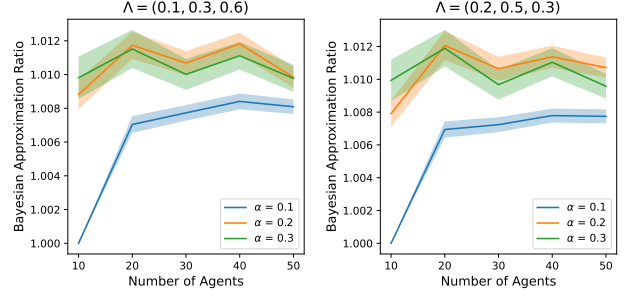 Λ = (0.1, 0.3, 0.6)
Bayesian Approximation Ratio
1.012
1.010
1.008
1.006
1.004
1.002
1.000
α = 0.1
α = 0.2
α = 0.3
10 20 30 40 50
Number of Agents
Λ = (0.2, 0.5, 0.3)
Bayesian Approximation Ratio
1.012
1.010
1.008
1.006
1.004
1.002
1.000
α = 0.1
α = 0.2
α = 0.3
10 20 30 40 50
Number of Agents